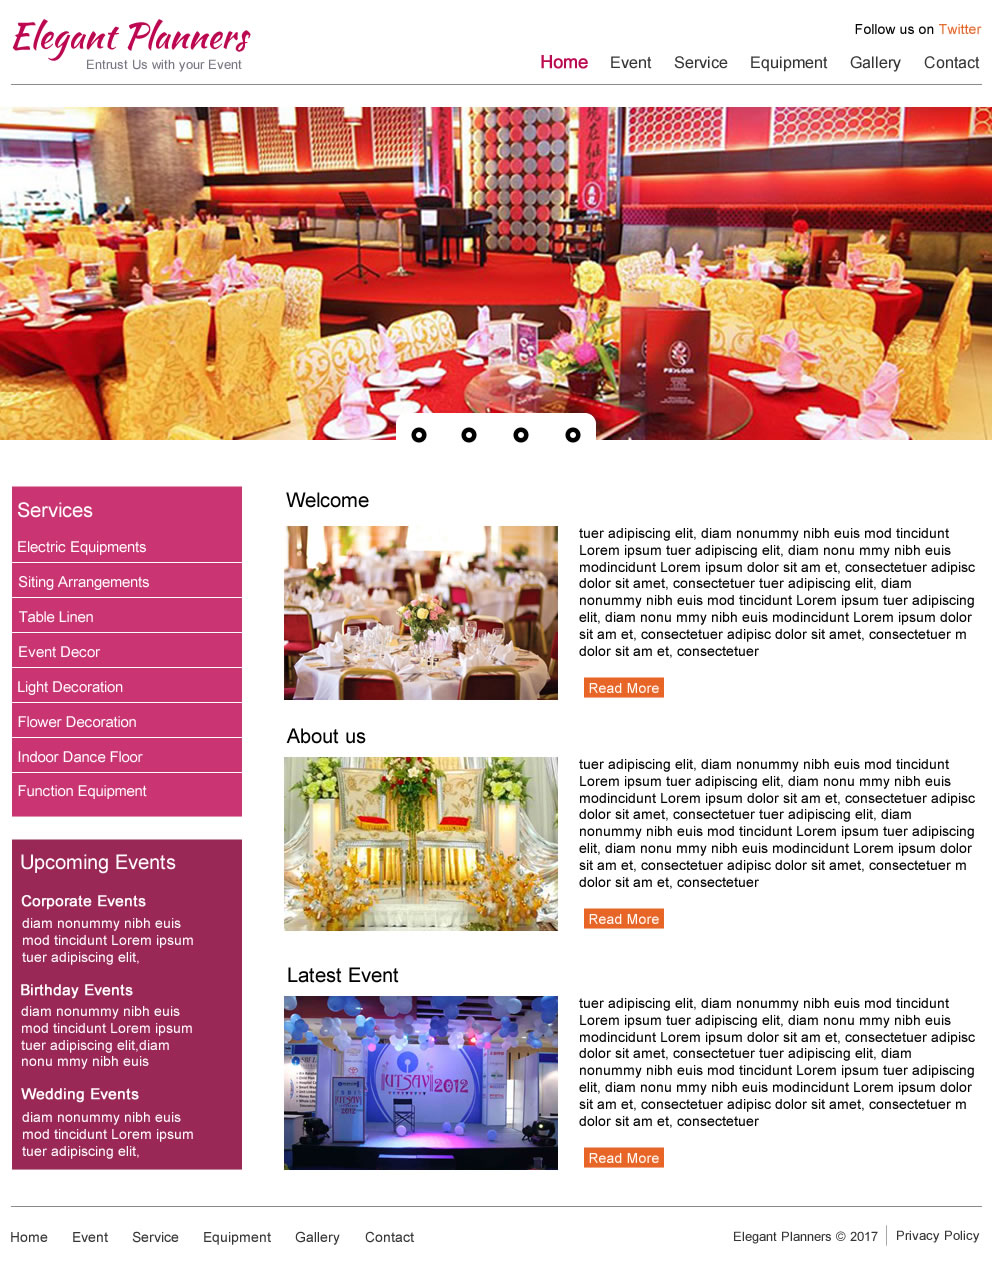 Elegant Planners
Entrust Us with your Event
Follow us on Twitter
Home Event Service Equipment Gallery Contact
Services
Electric Equipments
Siting Arrangements
Table Linen
Event Decor
Light Decoration
Flower Decoration
Indoor Dance Floor
Function Equipment
Upcoming Events
Corporate Events
diam nonummy nibh euis
mod tincidunt Lorem ipsum
tuer adipiscing elit,
Birthday Events
diam nonummy nibh euis
mod tincidunt Lorem ipsum
tuer adipiscing elit,diam
nonu mmy nibh euis
Wedding Events
diam nonummy nibh euis
mod tincidunt Lorem ipsum
tuer adipiscing elit,
Welcome
tuer adipiscing elit, diam nonummy nibh euis mod tincidunt
Lorem ipsum tuer adipiscing elit, diam nonu mmy nibh euis
modincidunt Lorem ipsum dolor sit am et, consectetuer adipisc
dolor sit amet, consectetuer tuer adipiscing elit, diam
nonummy nibh euis mod tincidunt Lorem ipsum tuer adipiscing
elit, diam nonu mmy nibh euis modincidunt Lorem ipsum dolor
sit am et, consectetuer adipisc dolor sit amet, consectetuer m
dolor sit am et, consectetuer
Read More
About us
tuer adipiscing elit, diam nonummy nibh euis mod tincidunt
Lorem ipsum tuer adipiscing elit, diam nonu mmy nibh euis
modincidunt Lorem ipsum dolor sit am et, consectetuer adipisc
dolor sit amet, consectetuer tuer adipiscing elit, diam
nonummy nibh euis mod tincidunt Lorem ipsum tuer adipiscing
elit, diam nonu mmy nibh euis modincidunt Lorem ipsum dolor
sit am et, consectetuer adipisc dolor sit amet, consectetuer m
dolor sit am et, consectetuer
Read More
Latest Event
UTSAV 2012
UTSAV
2012
tuer adipiscing elit, diam nonummy nibh euis mod tincidunt
Lorem ipsum tuer adipiscing elit, diam nonu mmy nibh euis
modincidunt Lorem ipsum dolor sit am et, consectetuer adipisc
dolor sit amet, consectetuer tuer adipiscing elit, diam
nonummy nibh euis mod tincidunt Lorem ipsum tuer adipiscing
elit, diam nonu mmy nibh euis modincidunt Lorem ipsum dolor
sit am et, consectetuer adipisc dolor sit amet, consectetuer m
dolor sit am et, consectetuer
Read More
Home Event Service Equipment Gallery Contact
Elegant Planners © 2017 Privacy Policy